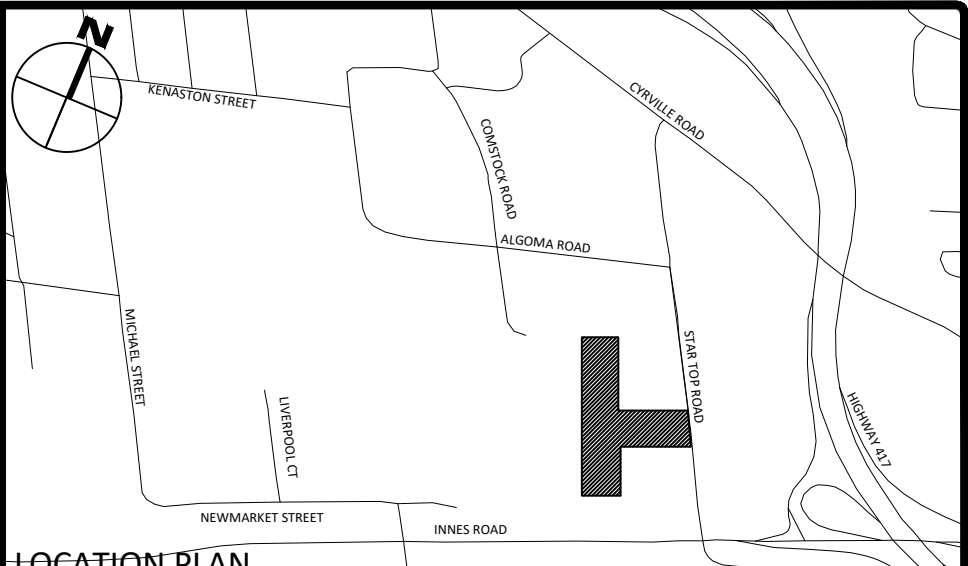 N
KENASTON STREET
CYRVILLE ROAD
COMSTOCK ROAD
ALGOMA ROAD
MICHAEL STREET
STAR TOP ROAD
LIVERPOOL CT
HIGHWAY 417
NEWMARKET STREET
INNES ROAD
LOCATION PLAN